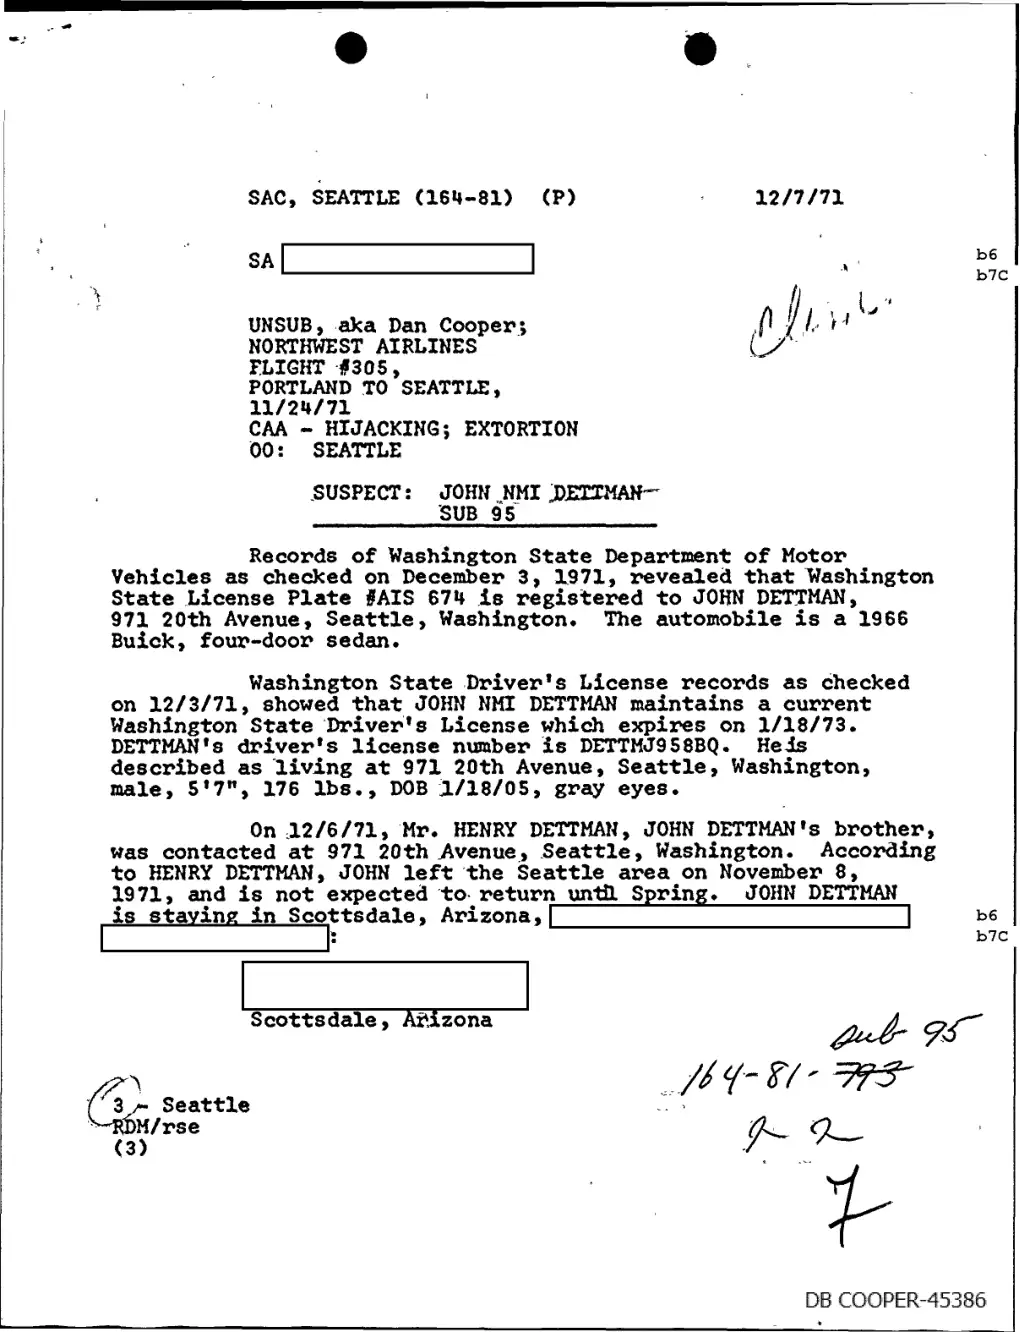 SAC, SEATTLE (164-81) (P) 12/7/71
SA
b6
b7C
UNSUB, aka Dan Cooper;
NORTHWEST AIRLINES
FLIGHT #305,
PORTLAND TO SEATTLE,
11/24/71
CAA - HIJACKING; EXTORTION
OO: SEATTLE
SUSPECT: JOHN NMI DETTMAN
SUB 95
Records of Washington State Department of Motor
Vehicles as checked on December 3, 1971, revealed that Washington
State License Plate #AIS 674 is registered to JOHN DETTMAN,
971 20th Avenue, Seattle, Washington. The automobile is a 1966
Buick, four-door sedan.
Washington State Driver's License records as checked
on 12/3/71, showed that JOHN NMI DETTMAN maintains a current
Washington State Driver's License which expires on 1/18/73.
DETTMAN's driver's license number is DETTMJ958BQ. Heis
described as living at 971 20th Avenue, Seattle, Washington,
male, 5'7", 176 lbs., DOB 1/18/05, gray eyes.
On 12/6/71, Mr. HENRY DETTMAN, JOHN DETTMAN's brother,
was contacted at 971 20th Avenue, Seattle, Washington. According
to HENRY DETTMAN, JOHN left the Seattle area on November 8,
1971, and is not expected to return until Spring. JOHN DETTMAN
is staying in Scottsdale, Arizona,
b6
b7C
:
Scottsdale, Arizona
sub 95
164-81-793
3 - Seattle
RDM/rse
(3)
7
DB COOPER-45386